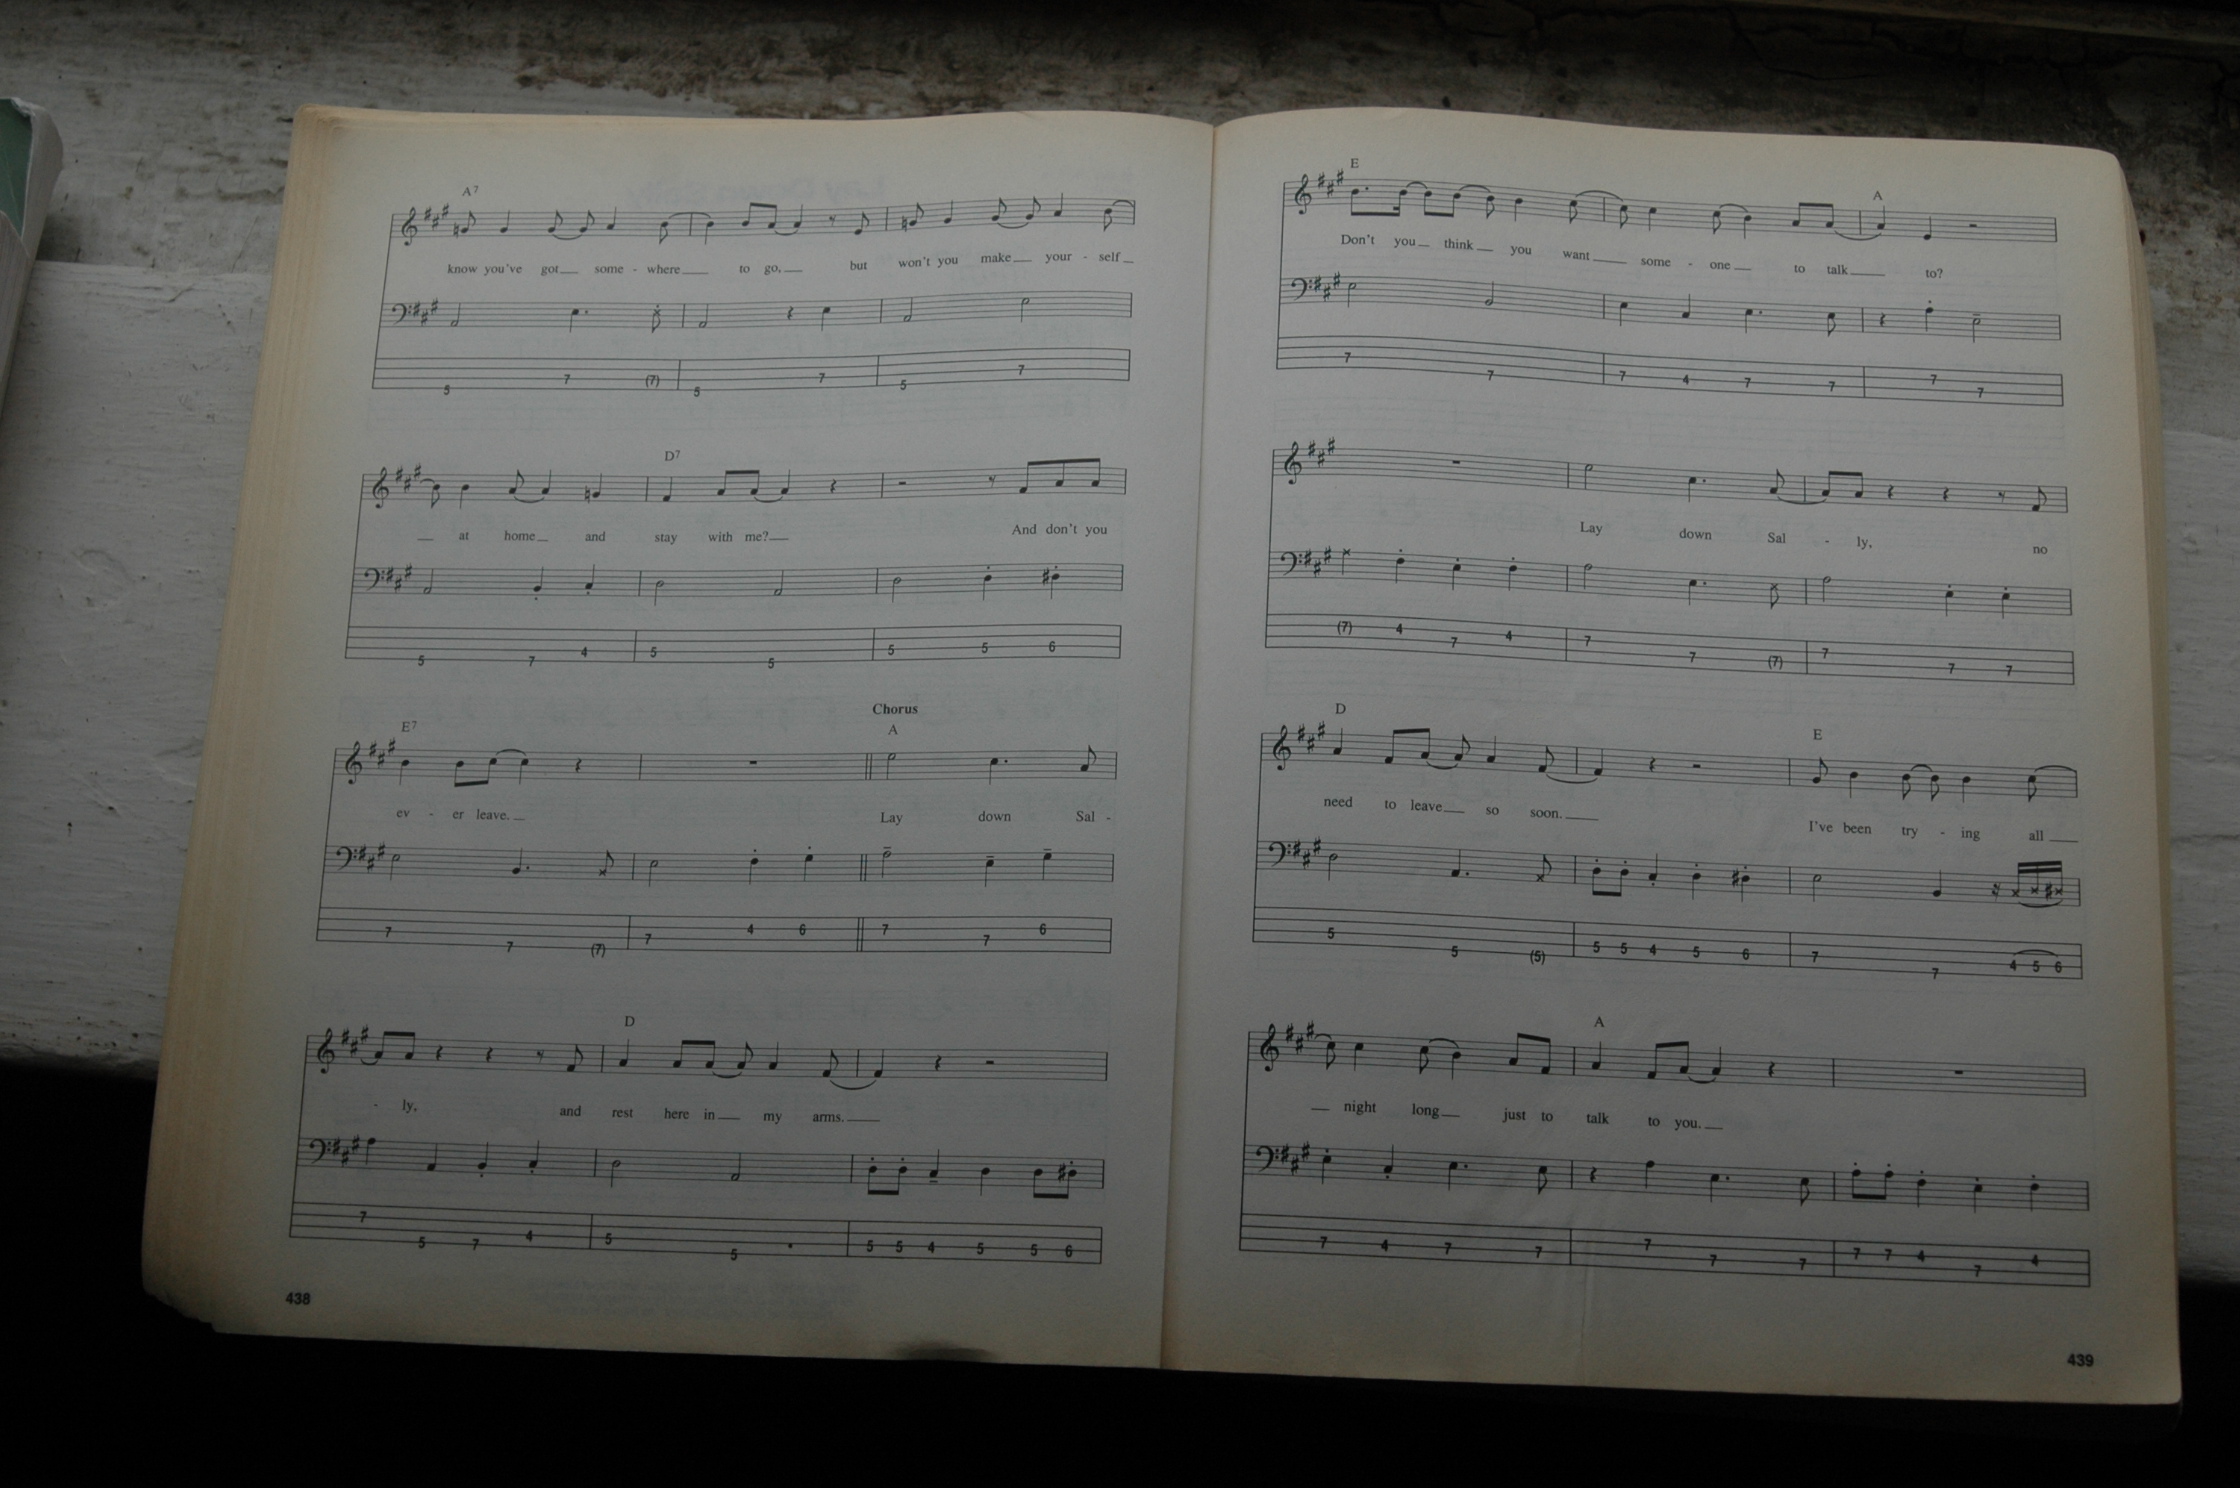 A7
know you've got some - where to go, but won't you make your - self
5 7 (7) 5 7 5 7
D7
at home and stay with me? And don't you
5 7 4 5 5 5 5 6
Chorus
E7 A
ev - er leave. Lay down Sal -
7 7 (7) 7 4 6 7 7 6
D
- ly, and rest here in my arms.
7 5 7 4 5 5 5 5 4 5 5 6
438
E A
Don't you think you want some - one to talk to?
7 7 7 4 7 7 7 7
Lay down Sal - ly, no
(7) 4 7 4 7 7 (7) 7 7 7
D E
need to leave so soon. I've been try - ing all
5 5 (5) 5 5 4 5 6 7 7 4 5 6
A
night long just to talk to you.
7 4 7 7 7 7 7 7 7 4 7 4
439